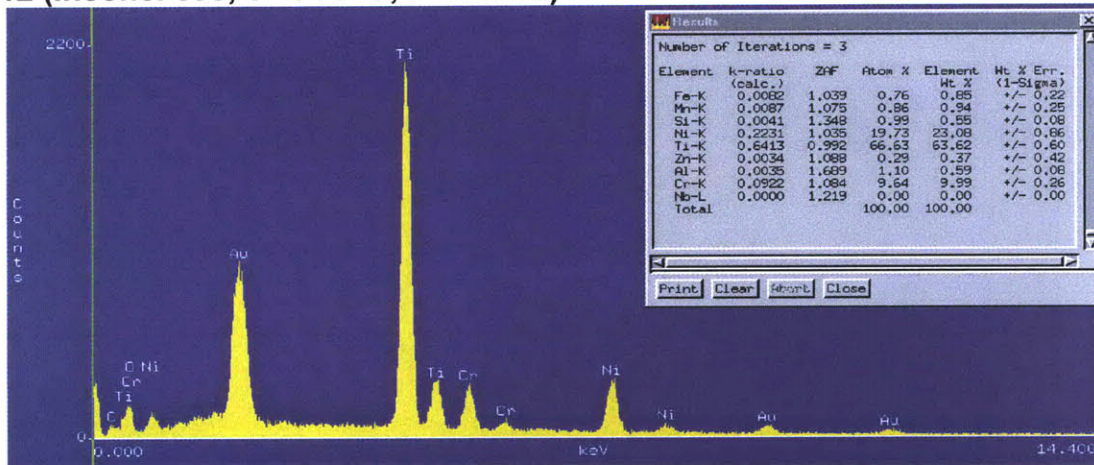 Results
Number of Iterations = 3
Element k-ratio ZAF Atom % Element Wt % Err.
(calc.) Wt % (1-Sigma)
Fe-K 0.0082 1.039 0.76 0.85 +/- 0.22
Mn-K 0.0087 1.075 0.86 0.94 +/- 0.25
Si-K 0.0041 1.348 0.99 0.55 +/- 0.08
Ni-K 0.2231 1.035 19.73 23.08 +/- 0.86
Ti-K 0.6413 0.992 66.63 63.62 +/- 0.60
Zn-K 0.0034 1.088 0.29 0.37 +/- 0.42
Al-K 0.0035 1.689 1.10 0.59 +/- 0.08
Cr-K 0.0922 1.084 9.64 9.99 +/- 0.26
Nb-L 0.0000 1.219 0.00 0.00 +/- 0.00
Total 100.00 100.00
Print Clear Abort Close
2200
Counts
Ti
Au
O Ni
Cr
Ti
C
Ti
Cr
Cr
Ni
Ni
Au
Au
0
0.000 keV 14.400